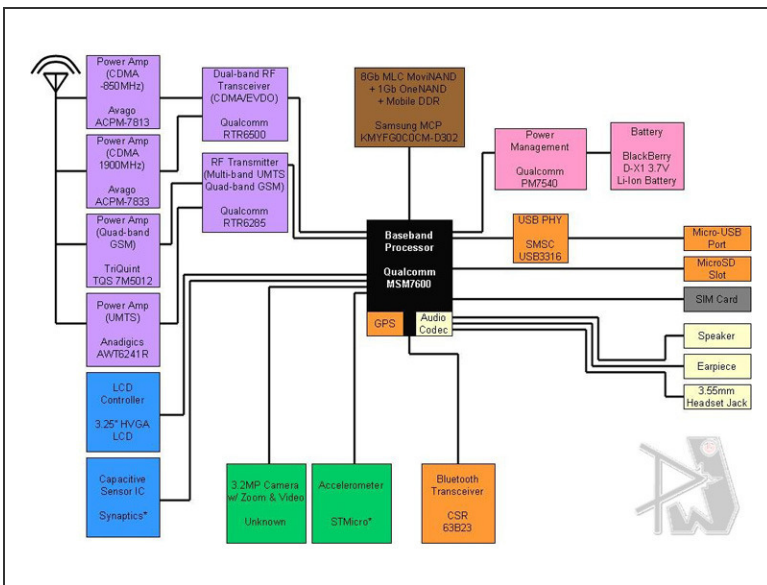 Power Amp
(CDMA
-850MHz)
Avago
ACPM-7813
Power Amp
(CDMA
1900MHz)
Avago
ACPM-7833
Power Amp
(Quad-band
GSM)
TriQuint
TQS 7M5012
Power Amp
(UMTS)
Anadigics
AWT6241R
LCD
Controller
3.25" HVGA
LCD
Capacitive
Sensor IC
Synaptics*
Dual-band RF
Transceiver
(CDMA/EVDO)
Qualcomm
RTR6500
RF Transmitter
(Multi-band UMTS
Quad-band GSM)
Qualcomm
RTR6285
8Gb MLC MoviNAND
+ 1Gb OneNAND
+ Mobile DDR
Samsung MCP
KMYFG0C0CM-D302
Baseband
Processor
Qualcomm
MSM7600
GPS
Audio
Codec
Power
Management
Qualcomm
PM7540
Battery
BlackBerry
D-X1 3.7V
Li-Ion Battery
USB PHY
SMSC
USB3316
Micro-USB
Port
MicroSD
Slot
SIM Card
Speaker
Earpiece
3.55mm
Headset Jack
3.2MP Camera
w/ Zoom & Video
Unknown
Accelerometer
STMicro*
Bluetooth
Transceiver
CSR
63B23